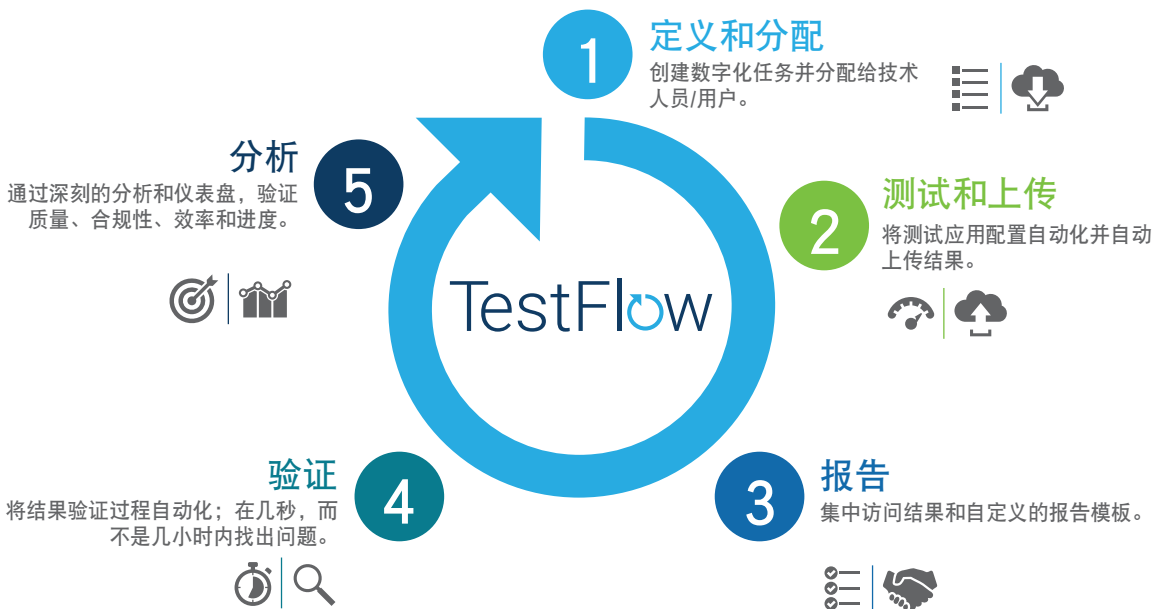 1
定义和分配
创建数字化任务并分配给技术
人员/用户。
2
测试和上传
将测试应用配置自动化并自动
上传结果。
3
报告
集中访问结果和自定义的报告模板。
4
验证
将结果验证过程自动化；在几秒，而
不是几小时内找出问题。
5
分析
通过深刻的分析和仪表盘，验证
质量、合规性、效率和进度。
TestFlow